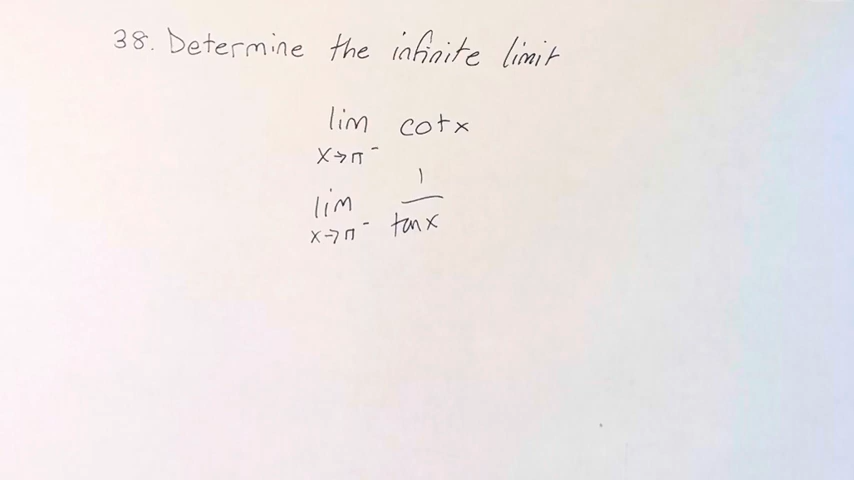 38. Determine the infinite limit
lim cotx
x→π⁻
lim 1/tanx
x→π⁻